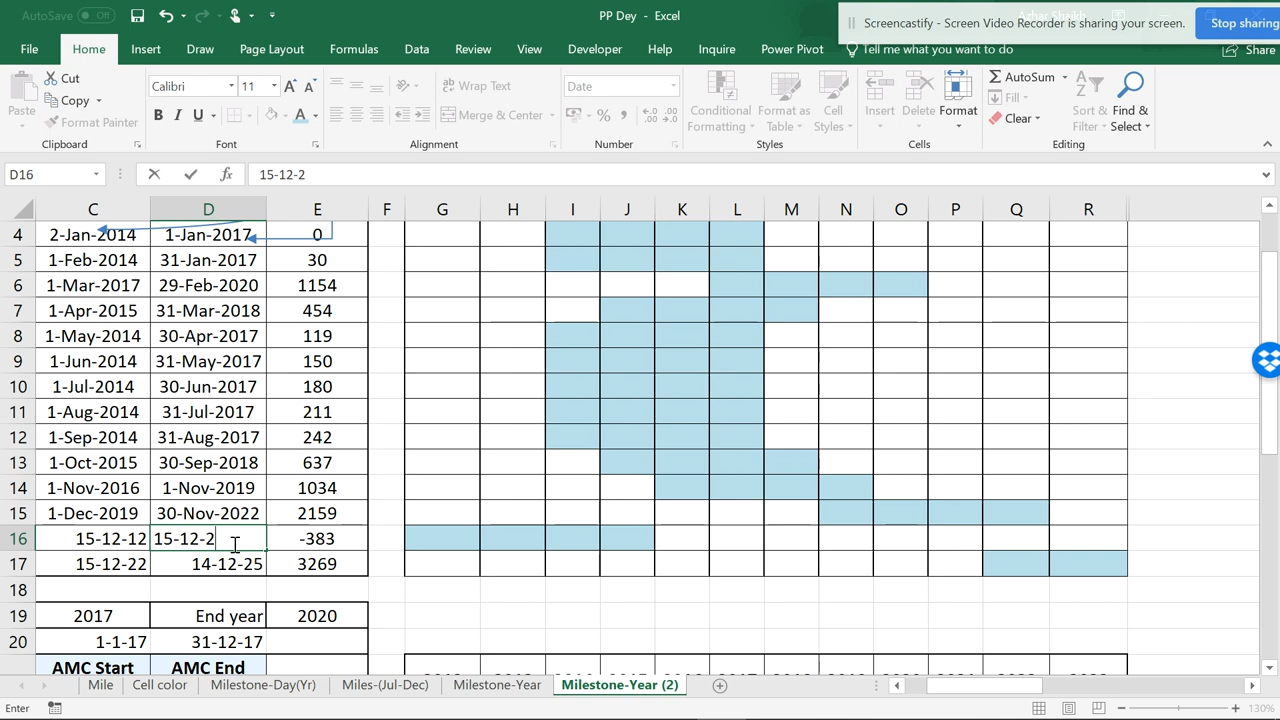 AutoSave Off
PP Dey - Excel
Screencastify - Screen Video Recorder is sharing your screen.
Stop sharing
File Home Insert Draw Page Layout Formulas Data Review View Developer Help Inquire Power Pivot Tell me what you want to do Share
Paste
Cut
Copy
Format Painter
Clipboard
Calibri 11
B I U
Font
Wrap Text
Merge & Center
Alignment
Date
Number
Conditional Formatting
Format as Table
Cell Styles
Styles
Insert Delete Format
Cells
AutoSum
Fill
Clear
Sort & Filter
Find & Select
Editing
D16 fx 15-12-2
C D E F G H I J K L M N O P Q R
4 2-Jan-2014 1-Jan-2017 0
5 1-Feb-2014 31-Jan-2017 30
6 1-Mar-2017 29-Feb-2020 1154
7 1-Apr-2015 31-Mar-2018 454
8 1-May-2014 30-Apr-2017 119
9 1-Jun-2014 31-May-2017 150
10 1-Jul-2014 30-Jun-2017 180
11 1-Aug-2014 31-Jul-2017 211
12 1-Sep-2014 31-Aug-2017 242
13 1-Oct-2015 30-Sep-2018 637
14 1-Nov-2016 1-Nov-2019 1034
15 1-Dec-2019 30-Nov-2022 2159
16 15-12-12 15-12-2 -383
17 15-12-22 14-12-25 3269
18
19 2017 End year 2020
20 1-1-17 31-12-17
AMC Start AMC End
Mile Cell color Milestone-Day(Yr) Miles-(Jul-Dec) Milestone-Year Milestone-Year (2)
Enter
130%